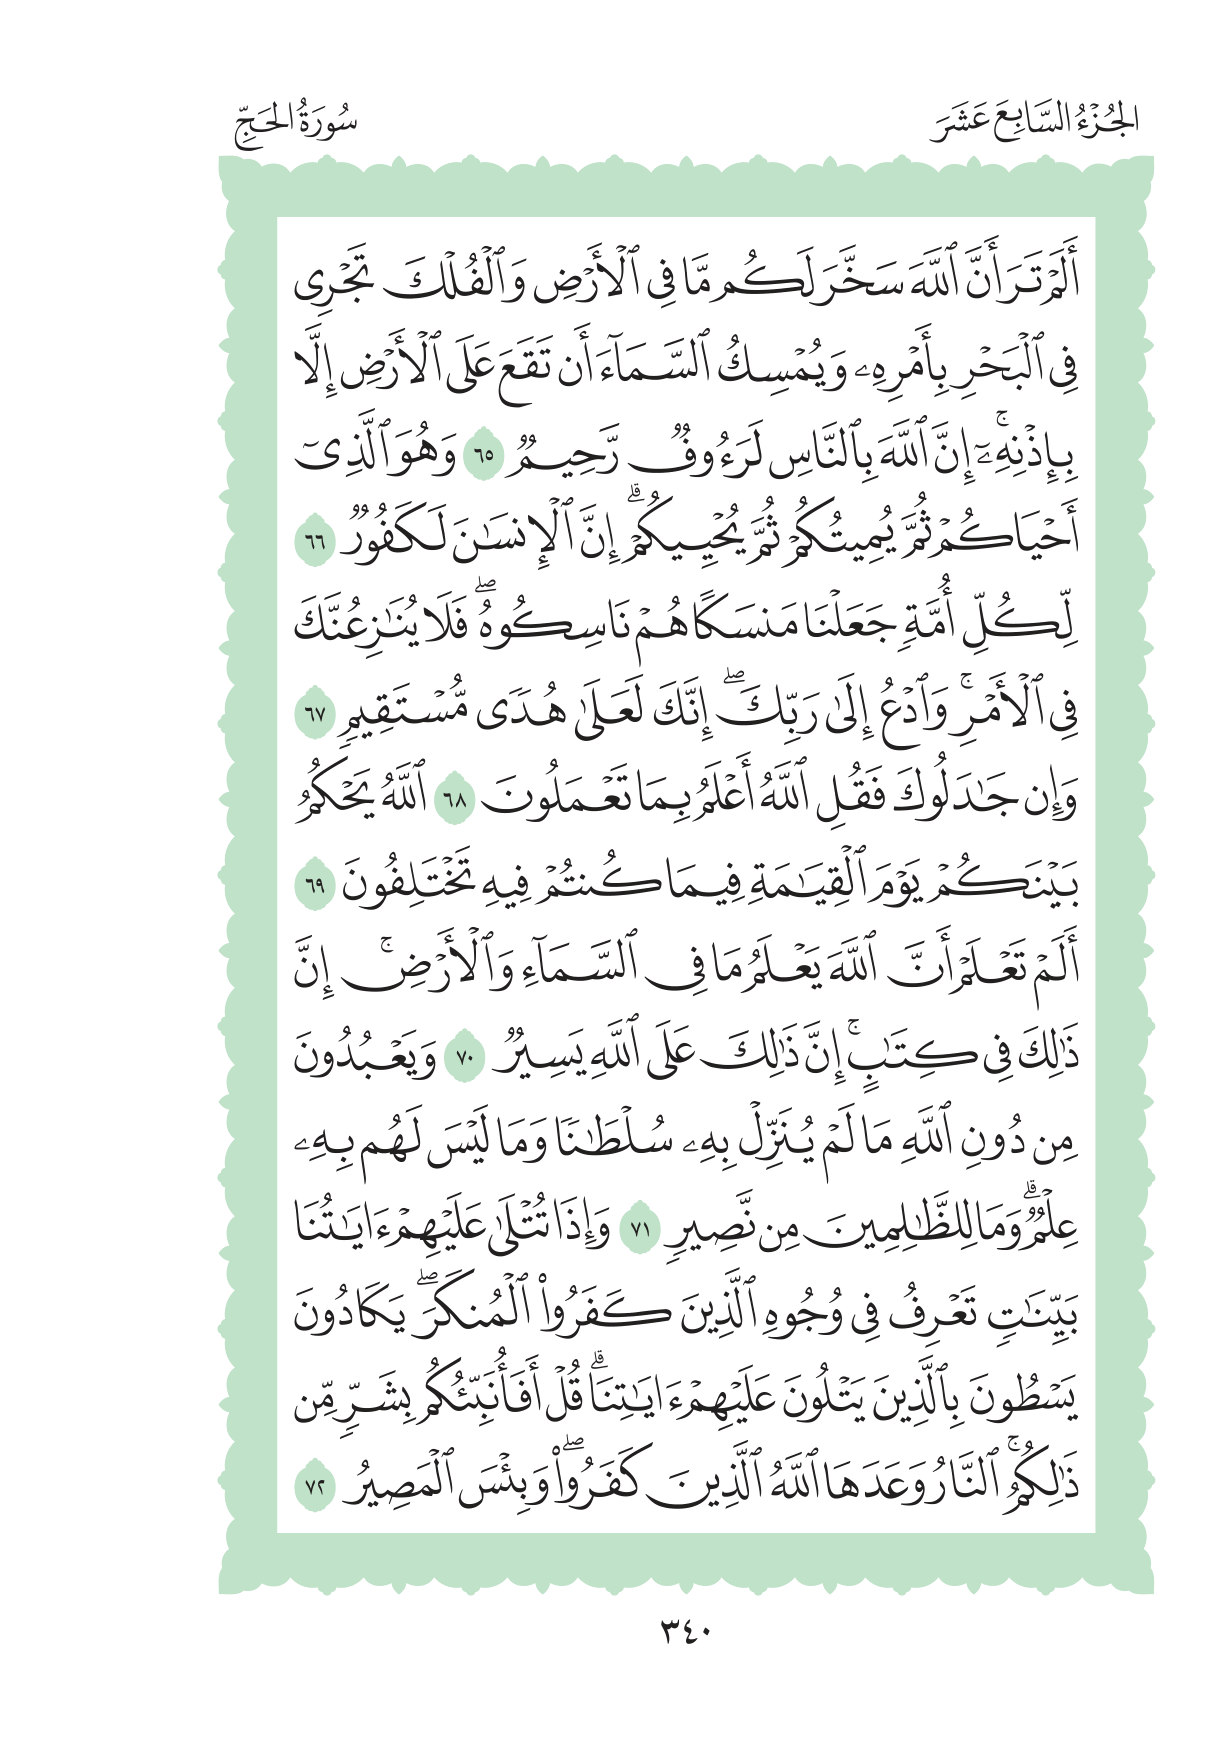 الجُزْءُ السَّابِعَ عَشَرَ
سُورَةُ الحَجِّ
أَلَمۡ تَرَ أَنَّ ٱللَّهَ سَخَّرَ لَكُم مَّا فِي ٱلۡأَرۡضِ وَٱلۡفُلۡكَ تَجۡرِي
فِي ٱلۡبَحۡرِ بِأَمۡرِهِۦ وَيُمۡسِكُ ٱلسَّمَآءَ أَن تَقَعَ عَلَى ٱلۡأَرۡضِ إِلَّا
بِإِذۡنِهِۦٓۚ إِنَّ ٱللَّهَ بِٱلنَّاسِ لَرَءُوفٞ رَّحِيمٞ ٦٥ وَهُوَ ٱلَّذِيٓ
أَحۡيَاكُمۡ ثُمَّ يُمِيتُكُمۡ ثُمَّ يُحۡيِيكُمۡۗ إِنَّ ٱلۡإِنسَٰنَ لَكَفُورٞ ٦٦
لِّكُلِّ أُمَّةٖ جَعَلۡنَا مَنسَكًا هُمۡ نَاسِكُوهُۖ فَلَا يُنَٰزِعُنَّكَ
فِي ٱلۡأَمۡرِۚ وَٱدۡعُ إِلَىٰ رَبِّكَۖ إِنَّكَ لَعَلَىٰ هُدٗى مُّسۡتَقِيمٖ ٦٧
وَإِن جَٰدَلُوكَ فَقُلِ ٱللَّهُ أَعۡلَمُ بِمَا تَعۡمَلُونَ ٦٨ ٱللَّهُ يَحۡكُمُ
بَيۡنَكُمۡ يَوۡمَ ٱلۡقِيَٰمَةِ فِيمَا كُنتُمۡ فِيهِ تَخۡتَلِفُونَ ٦٩
أَلَمۡ تَعۡلَمۡ أَنَّ ٱللَّهَ يَعۡلَمُ مَا فِي ٱلسَّمَآءِ وَٱلۡأَرۡضِۚ إِنَّ
ذَٰلِكَ فِي كِتَٰبٍۚ إِنَّ ذَٰلِكَ عَلَى ٱللَّهِ يَسِيرٞ ٧٠ وَيَعۡبُدُونَ
مِن دُونِ ٱللَّهِ مَا لَمۡ يُنَزِّلۡ بِهِۦ سُلۡطَٰنٗا وَمَا لَيۡسَ لَهُم بِهِۦ
عِلۡمٞۗ وَمَا لِلظَّٰلِمِينَ مِن نَّصِيرٖ ٧١ وَإِذَا تُتۡلَىٰ عَلَيۡهِمۡ ءَايَٰتُنَا
بَيِّنَٰتٖ تَعۡرِفُ فِي وُجُوهِ ٱلَّذِينَ كَفَرُواْ ٱلۡمُنكَرَۖ يَكَادُونَ
يَسۡطُونَ بِٱلَّذِينَ يَتۡلُونَ عَلَيۡهِمۡ ءَايَٰتِنَاۗ قُلۡ أَفَأُنَبِّئُكُم بِشَرّٖ مِّن
ذَٰلِكُمُۚ ٱلنَّارُ وَعَدَهَا ٱللَّهُ ٱلَّذِينَ كَفَرُواْۖ وَبِئۡسَ ٱلۡمَصِيرُ ٧٢
٣٤٠